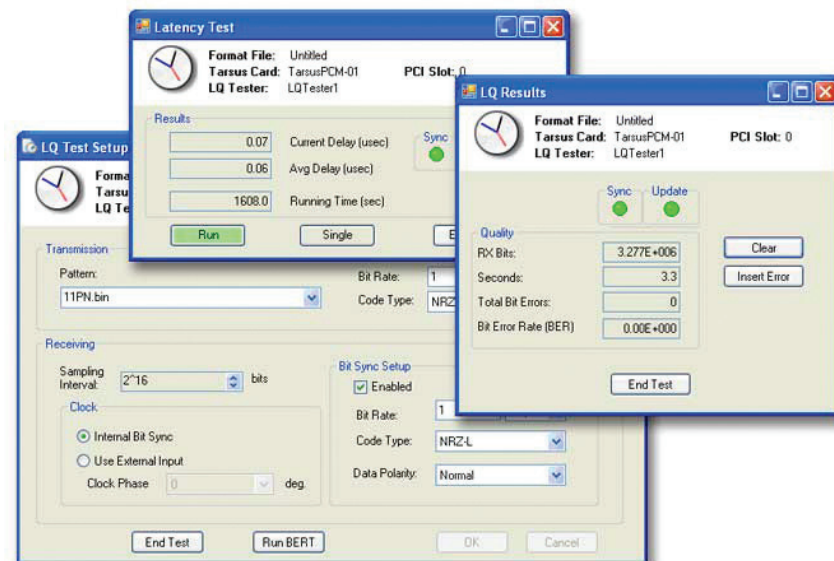 Latency Test
Format File: Untitled
Tarsus Card: TarsusPCM-01 PCI Slot: 0
LQ Tester: LQTester1
Results
0.07 Current Delay (usec)
0.06 Avg Delay (usec)
1608.0 Running Time (sec)
Sync
Run Single
LQ Results
Format File: Untitled
Tarsus Card: TarsusPCM-01 PCI Slot: 0
LQ Tester: LQTester1
Sync Update
Quality
RX Bits: 3.277E+006
Seconds: 3.3
Total Bit Errors: 0
Bit Error Rate (BER) 0.00E+000
Clear
Insert Error
End Test
LQ Test Setup
LQ Te
Transmission
Pattern:
11PN.bin
Bit Rate: 1
Code Type: NRZ-
Receiving
Sampling
Interval: 2^16 bits
Clock
Internal Bit Sync
Use External Input
Clock Phase 0 deg.
Bit Sync Setup
Enabled
Bit Rate: 1
Code Type: NRZ-L
Data Polarity: Normal
End Test Run BERT OK Cancel